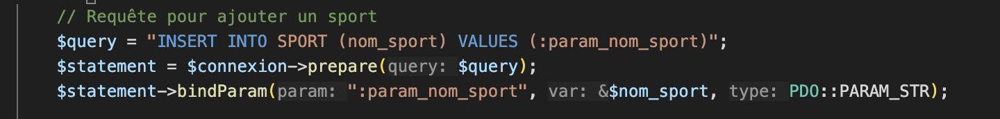 // Requête pour ajouter un sport
$query = "INSERT INTO SPORT (nom_sport) VALUES (:param_nom_sport)";
$statement = $connexion->prepare(query: $query);
$statement->bindParam(param: ":param_nom_sport", var: &$nom_sport, type: PDO::PARAM_STR);